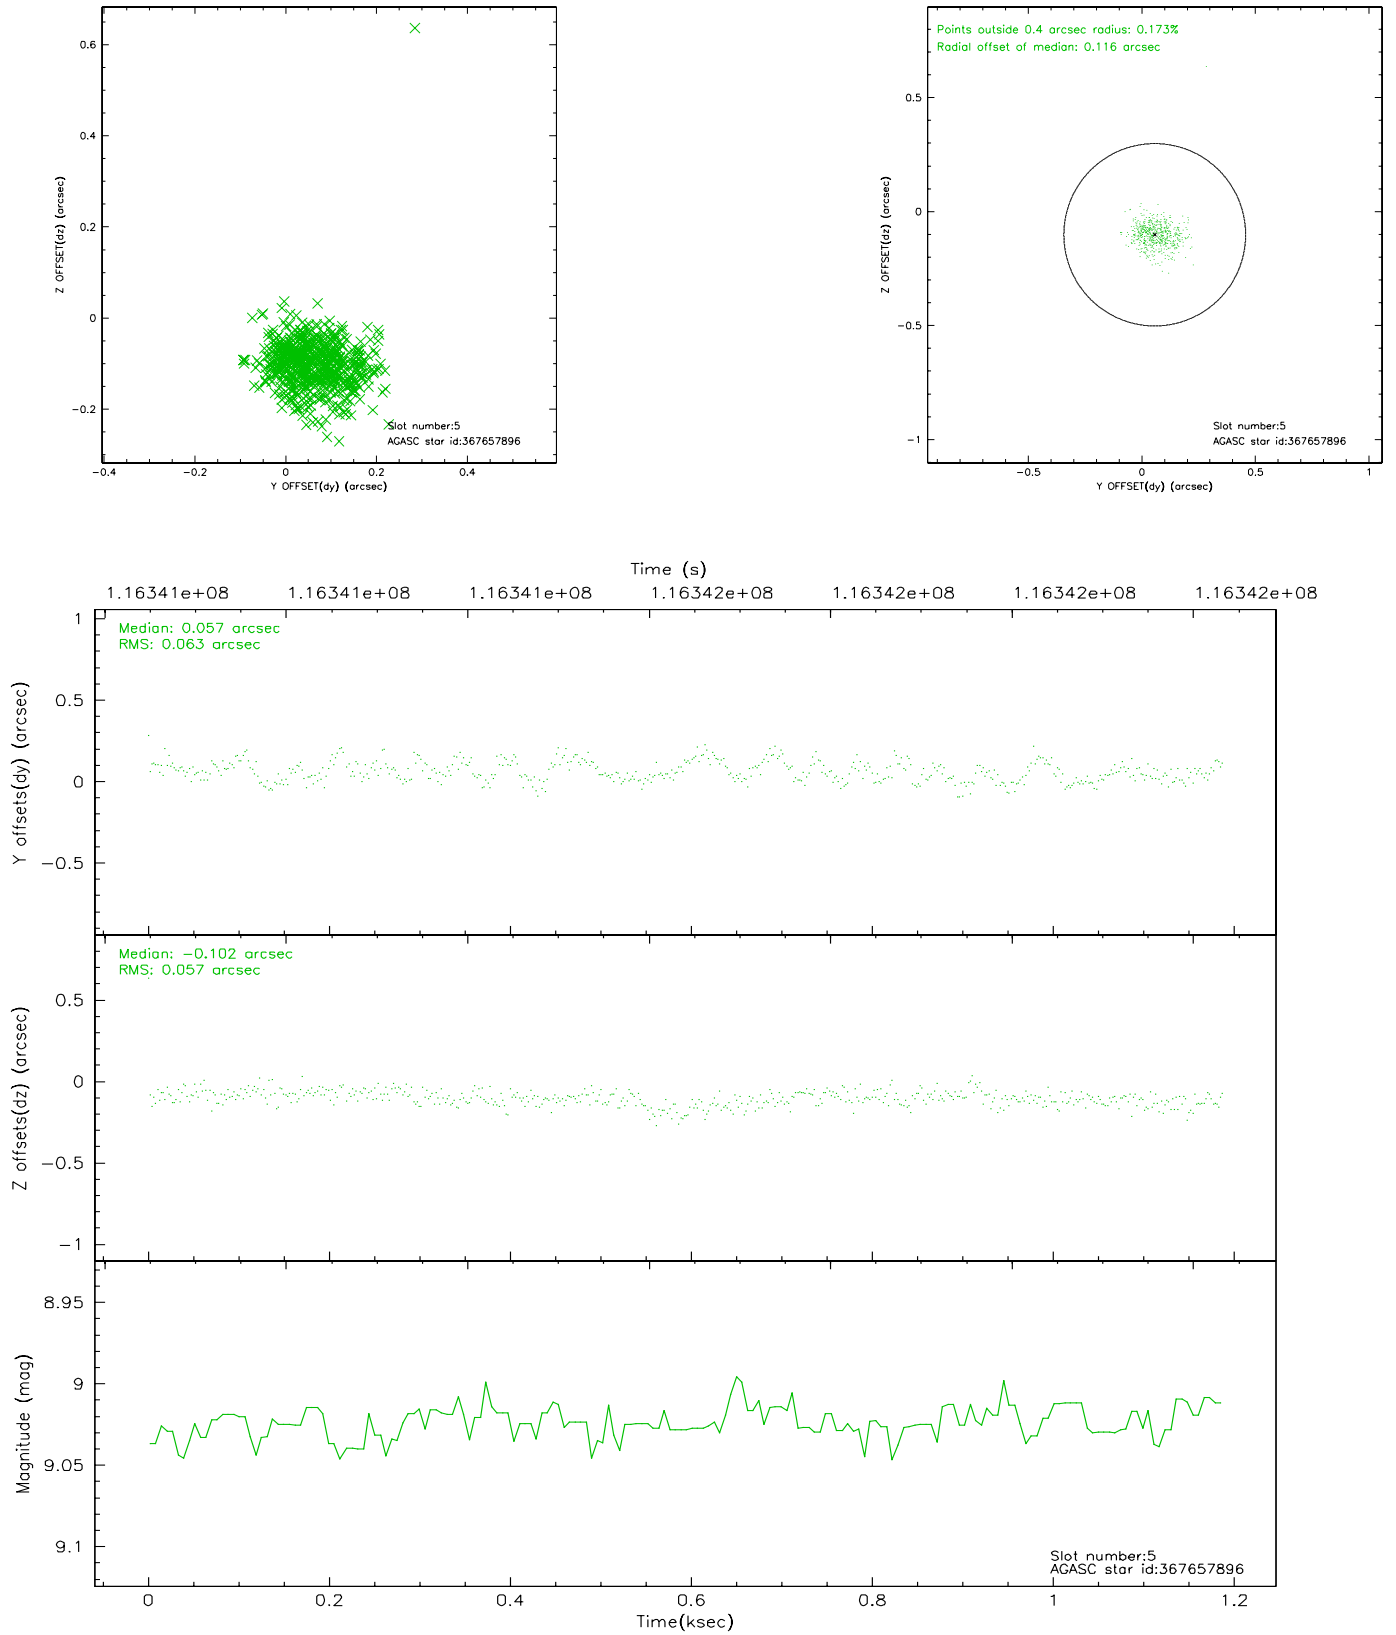 0.6
0.4
0.2
0
−0.2
Z OFFSET(dz) (arcsec)
Slot number:5
AGASC star id:367657896
−0.4 −0.2 0 0.2 0.4
Y OFFSET(dy) (arcsec)
Points outside 0.4 arcsec radius: 0.173%
Radial offset of median: 0.116 arcsec
0.5
0
−0.5
−1
Z OFFSET(dz) (arcsec)
Slot number:5
AGASC star id:367657896
−0.5 0 0.5 1
Y OFFSET(dy) (arcsec)
Time (s)
1.16341e+08 1.16341e+08 1.16341e+08 1.16342e+08 1.16342e+08 1.16342e+08 1.16342e+08
Median: 0.057 arcsec
RMS: 0.063 arcsec
1
0.5
0
−0.5
Y offsets(dy) (arcsec)
Median: −0.102 arcsec
RMS: 0.057 arcsec
0.5
0
−0.5
−1
Z offsets(dz) (arcsec)
8.95
9
9.05
9.1
Magnitude (mag)
Slot number:5
AGASC star id:367657896
0 0.2 0.4 0.6 0.8 1 1.2
Time(ksec)